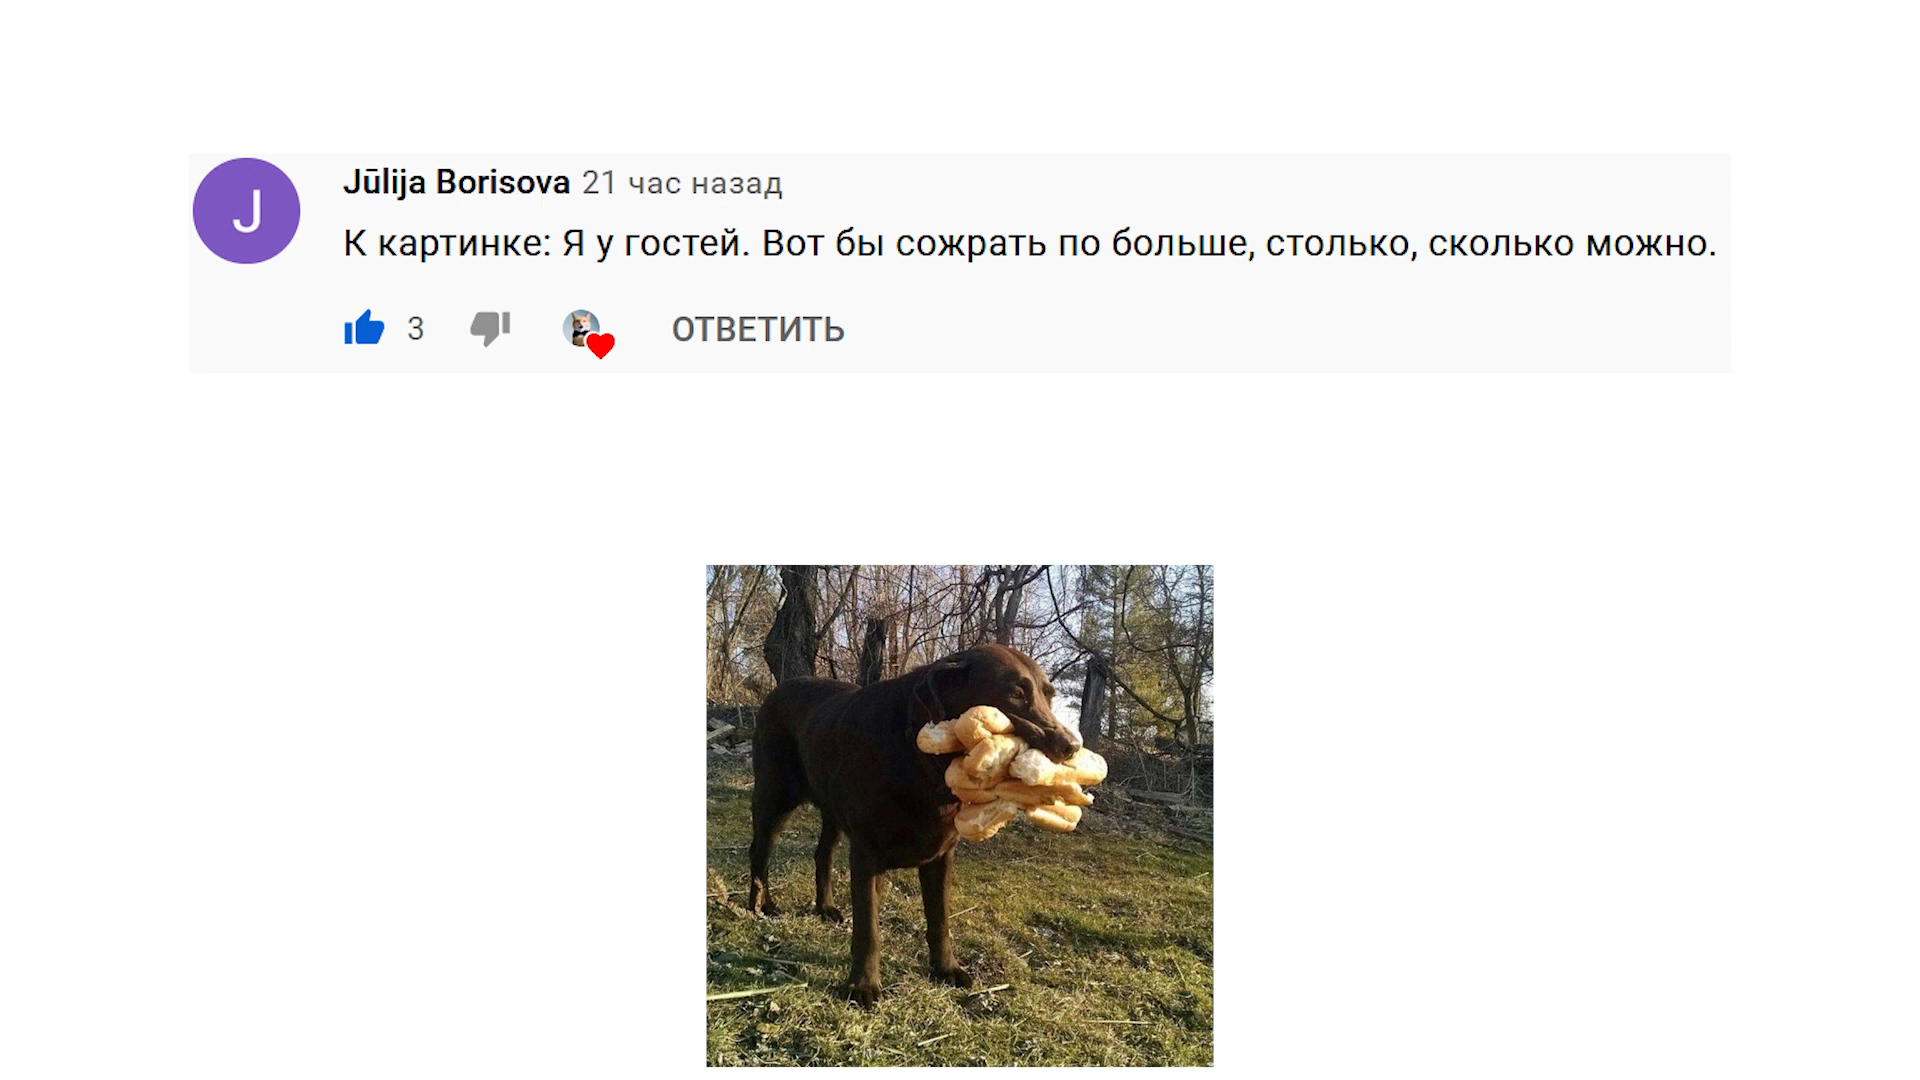 J
Jūlija Borisova 21 час назад
К картинке: Я у гостей. Вот бы сожрать по больше, столько, сколько можно.
3 ОТВЕТИТЬ